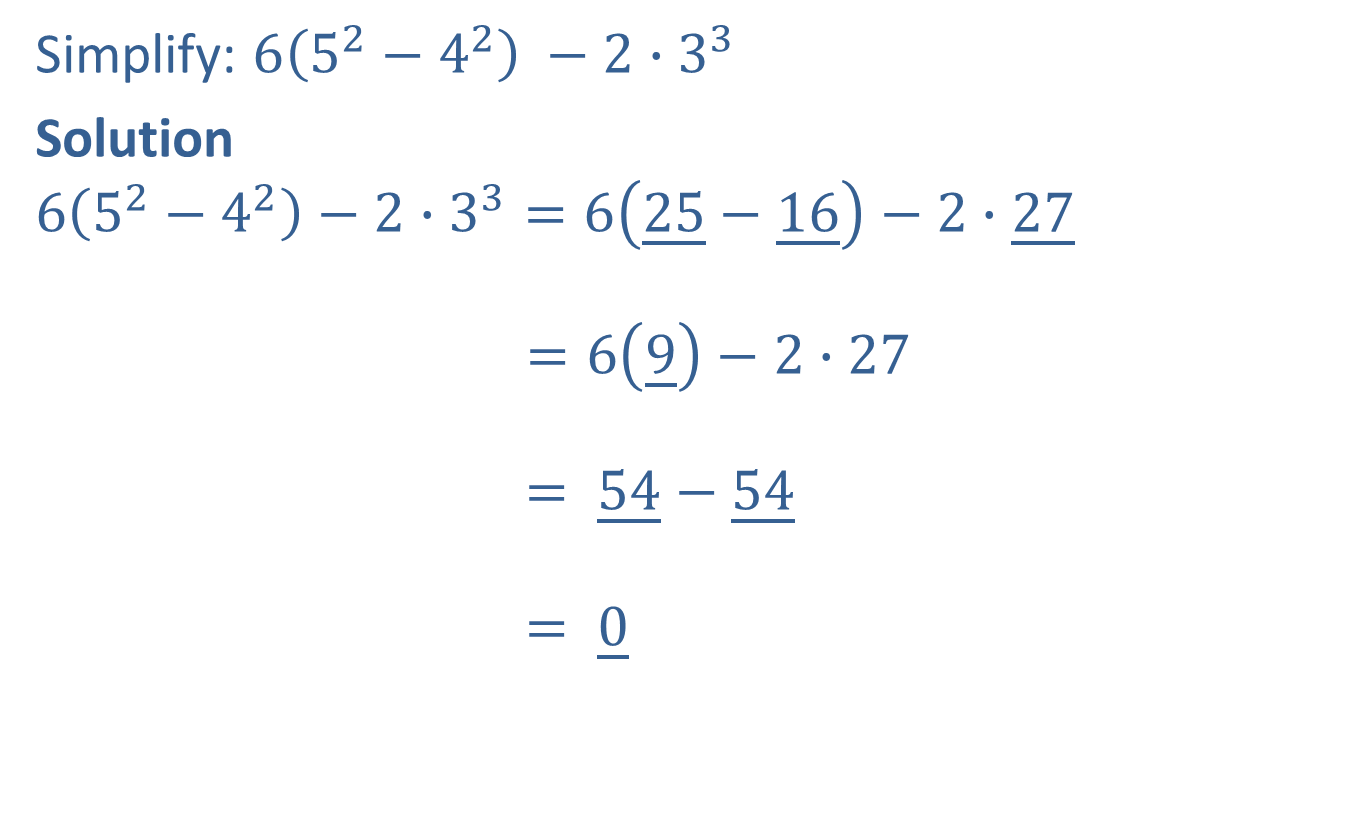 Simplify: 6(5² − 4²) − 2 · 3³
Solution
6(5² − 4²) − 2 · 3³ = 6(25 − 16) − 2 · 27
= 6(9) − 2 · 27
= 54 − 54
= 0